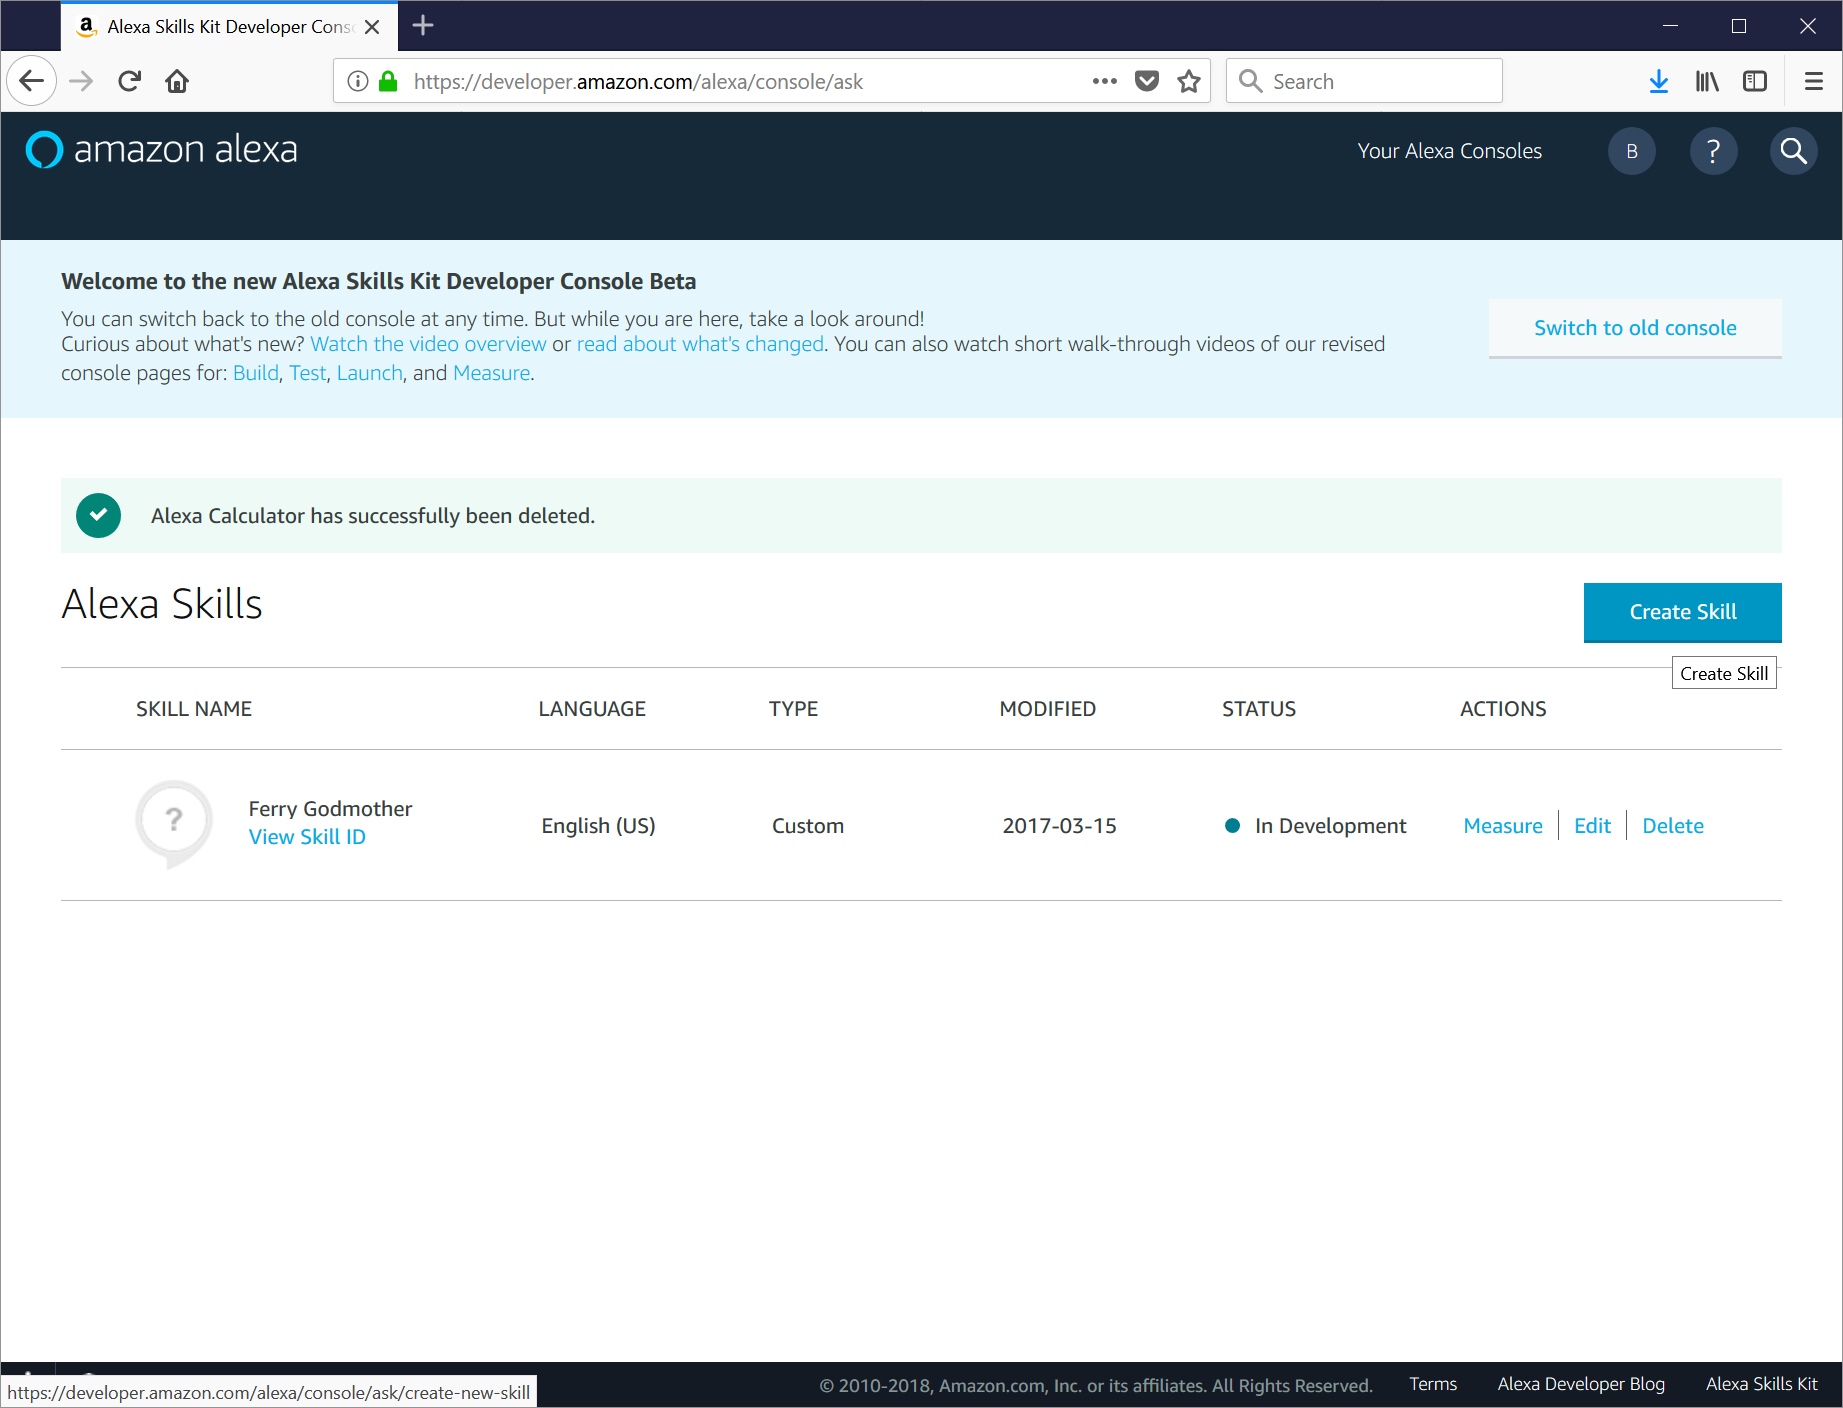 Alexa Skills Kit Developer Cons
https://developer.amazon.com/alexa/console/ask
Search
amazon alexa
Your Alexa Consoles
B
?
Welcome to the new Alexa Skills Kit Developer Console Beta
You can switch back to the old console at any time. But while you are here, take a look around!
Curious about what's new? Watch the video overview or read about what's changed. You can also watch short walk-through videos of our revised
console pages for: Build, Test, Launch, and Measure.
Switch to old console
Alexa Calculator has successfully been deleted.
Alexa Skills
Create Skill
Create Skill
SKILL NAME LANGUAGE TYPE MODIFIED STATUS ACTIONS
?
Ferry Godmother
View Skill ID
English (US) Custom 2017-03-15 In Development Measure Edit Delete
https://developer.amazon.com/alexa/console/ask/create-new-skill
© 2010-2018, Amazon.com, Inc. or its affiliates. All Rights Reserved. Terms Alexa Developer Blog Alexa Skills Kit